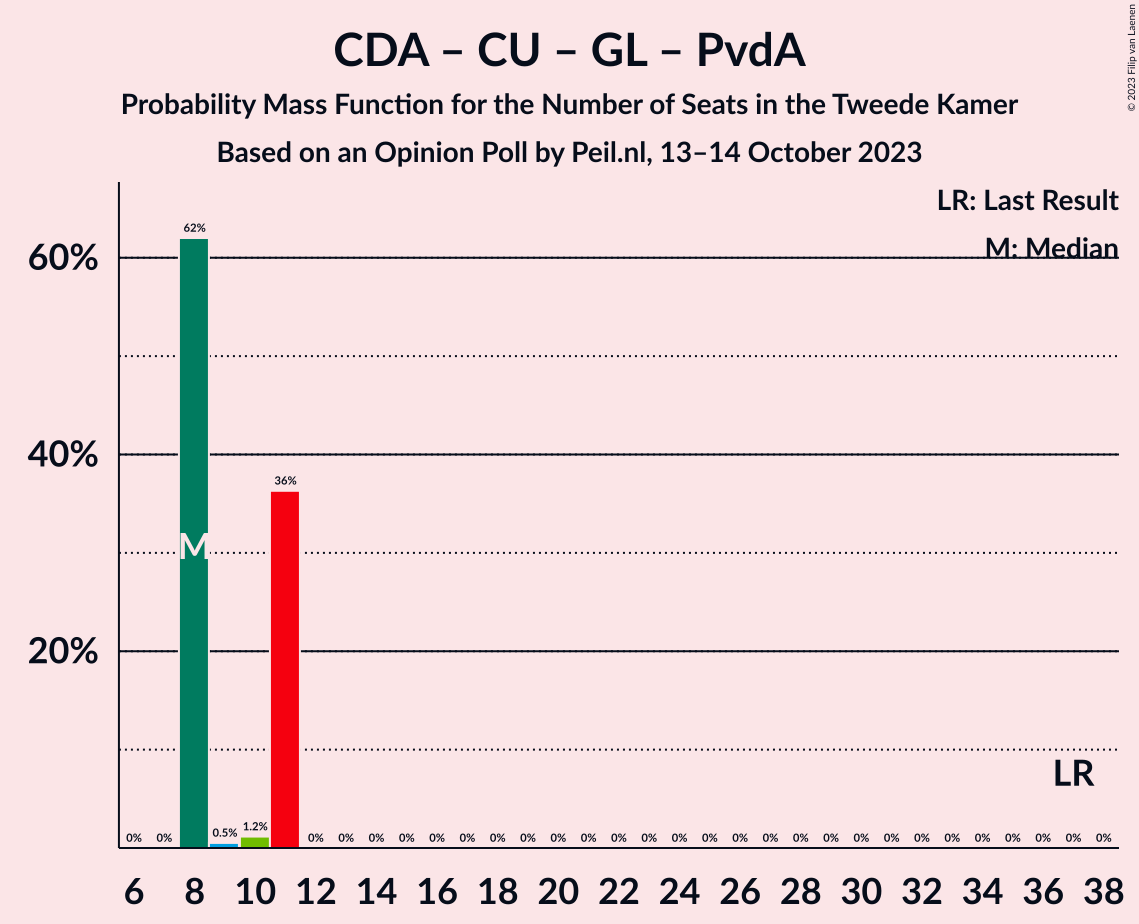 CDA – CU – GL – PvdA
Probability Mass Function for the Number of Seats in the Tweede Kamer
Based on an Opinion Poll by Peil.nl, 13–14 October 2023
© 2023 Filip van Laenen
LR: Last Result
M: Median
60%
40%
20%
62%
36%
M
LR
0% 0% 0.5% 1.2% 0% 0% 0% 0% 0% 0% 0% 0% 0% 0% 0% 0% 0% 0% 0% 0% 0% 0% 0% 0% 0% 0% 0% 0% 0% 0% 0%
6 8 10 12 14 16 18 20 22 24 26 28 30 32 34 36 38